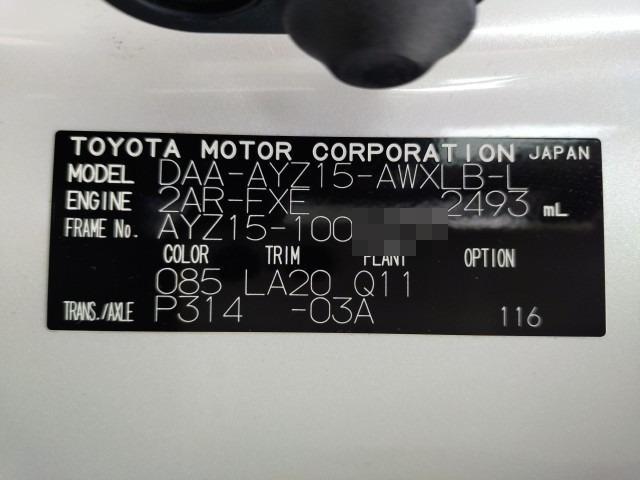 TOYOTA MOTOR CORPORATION JAPAN
MODEL DAA-AYZ15-AWXLB-L
ENGINE 2AR-FXE 2493 mL
FRAME No. AYZ15-100
COLOR TRIM PLANT OPTION
085 LA20 Q11
TRANS./AXLE P314 -03A 116